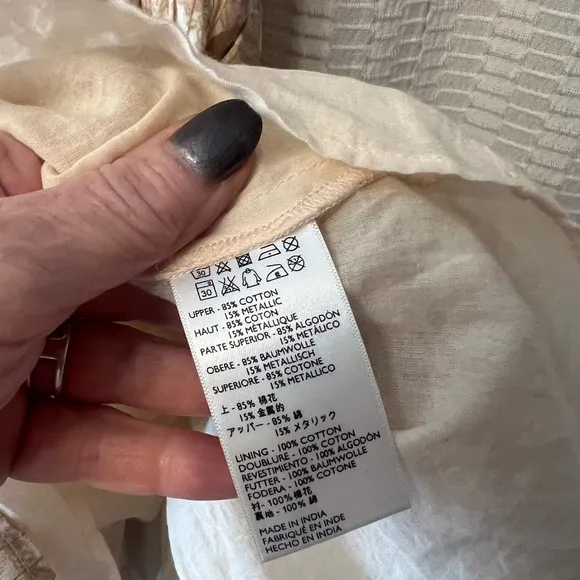 30
30
UPPER - 85% COTTON
15% METALLIC
HAUT - 85% COTON
15% MÉTALLIQUE
PARTE SUPERIOR - 85% ALGODÓN
15% METÁLICO
OBERE - 85% BAUMWOLLE
15% METALLISCH
SUPERIORE - 85% COTONE
15% METALLICO
上 - 85% 棉花
15% 金属的
アッパー - 85% 綿
15% メタリック
LINING - 100% COTTON
DOUBLURE - 100% COTON
REVESTIMIENTO - 100% ALGODÓN
FUTTER - 100% BAUMWOLLE
FODERA - 100% COTONE
衬 - 100% 棉花
裏地 - 100% 綿
MADE IN INDIA
FABRIQUÉ EN INDE
HECHO EN INDIA